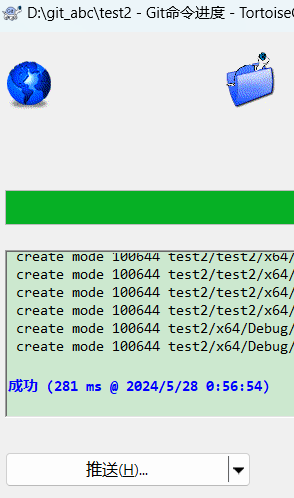 D:\git_abc\test2 - Git命令进度 - Tortoise
create mode 100644 test2/test2/x64/
create mode 100644 test2/test2/x64/
create mode 100644 test2/test2/x64/
create mode 100644 test2/test2/x64/
create mode 100644 test2/x64/Debug/
create mode 100644 test2/x64/Debug/
成功 (281 ms @ 2024/5/28 0:56:54)
推送(H)...